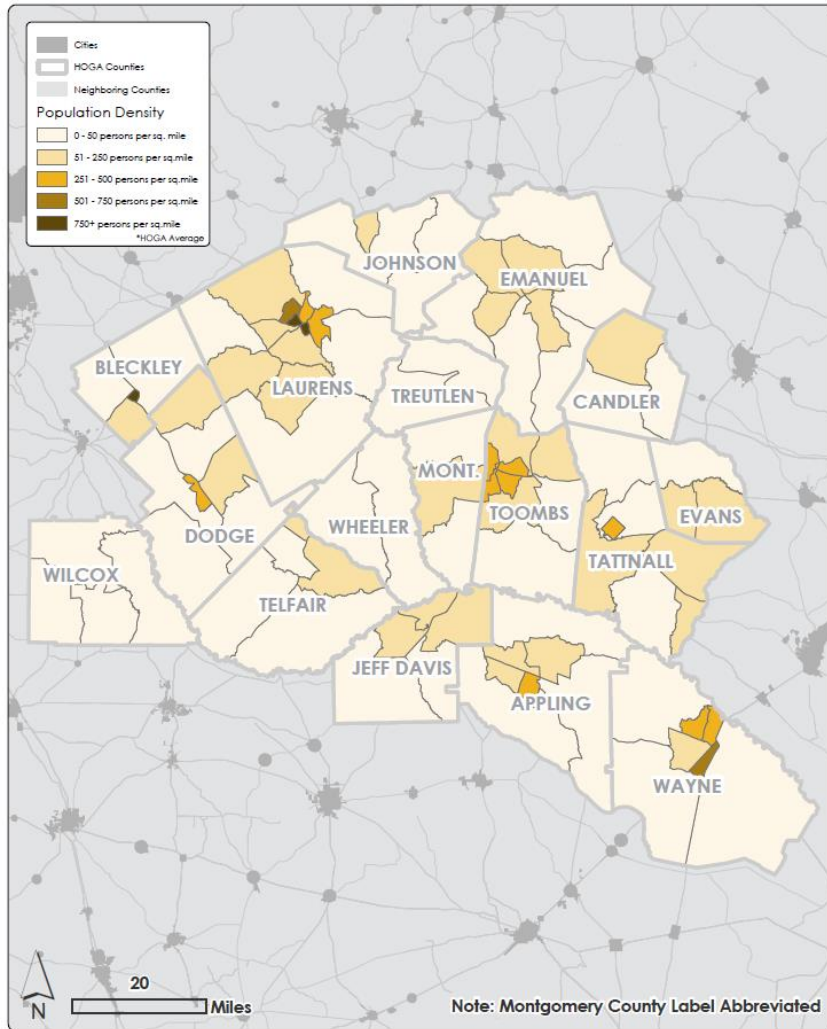 Cities
HOGA Counties
Neighboring Counties
Population Density
0 - 50 persons per sq. mile
51 - 250 persons per sq.mile
251 - 500 persons per sq.mile
501 - 750 persons per sq.mile
750+ persons per sq.mile
*HOGA Average
JOHNSON
EMANUEL
BLECKLEY
LAURENS
TREUTLEN
CANDLER
MONT.
TOOMBS
EVANS
WHEELER
DODGE
TATTNALL
WILCOX
TELFAIR
JEFF DAVIS
APPLING
WAYNE
N
20
Miles
Note: Montgomery County Label Abbreviated